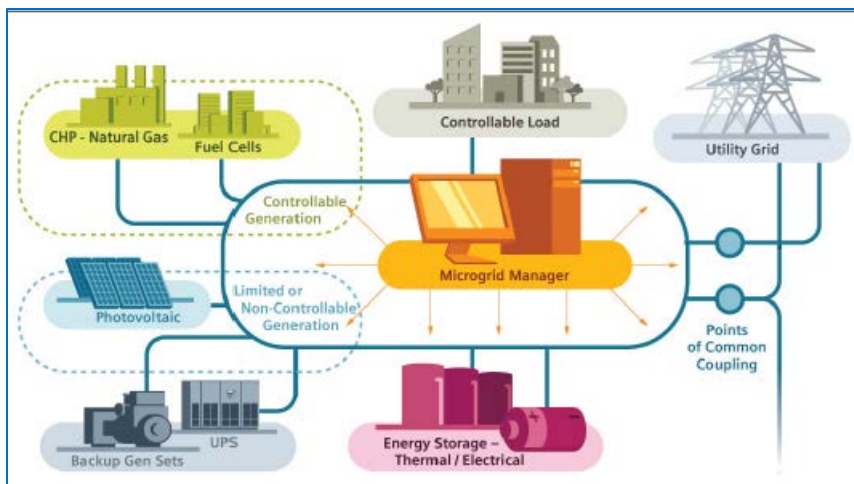 CHP - Natural Gas
Fuel Cells
Controllable Load
Utility Grid
Controllable
Generation
Microgrid Manager
Photovoltaic
Limited or
Non-Controllable
Generation
Points
of Common
Coupling
UPS
Backup Gen Sets
Energy Storage –
Thermal / Electrical